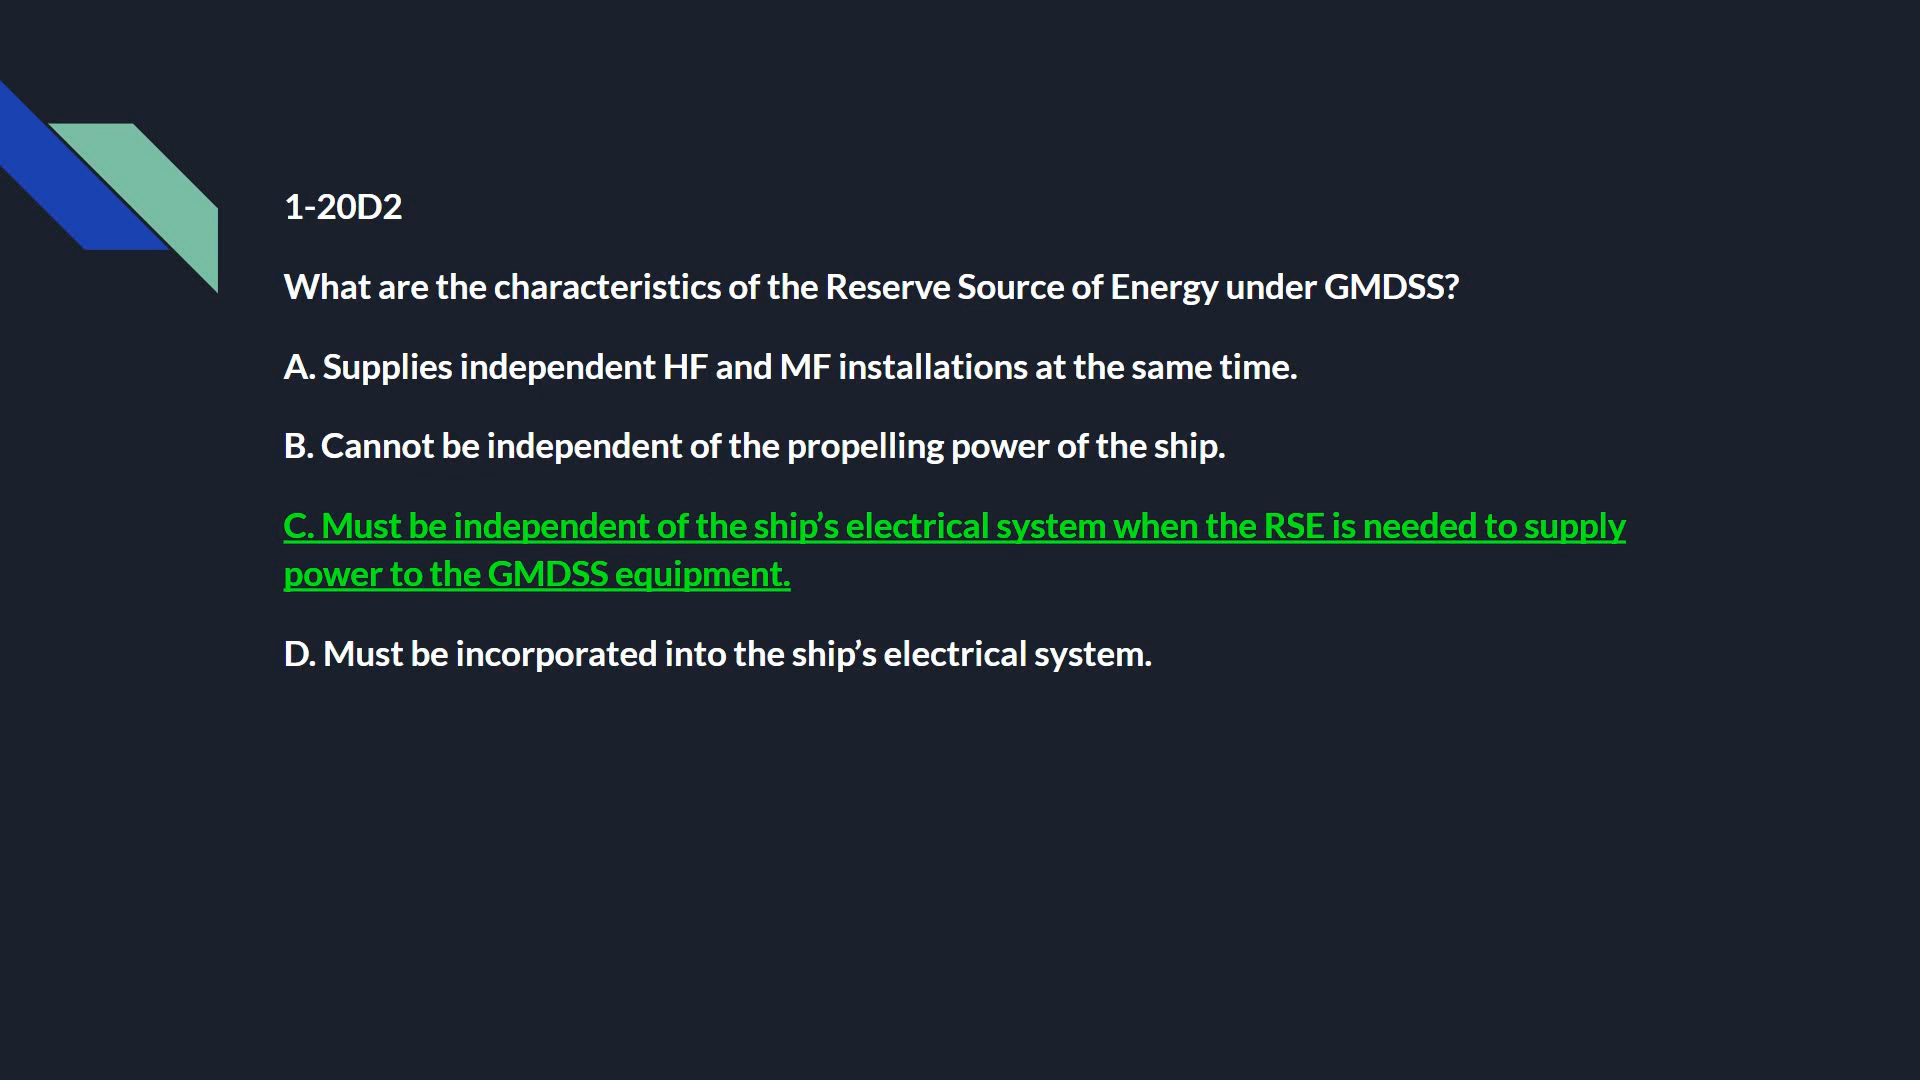 1-20D2
What are the characteristics of the Reserve Source of Energy under GMDSS?
A. Supplies independent HF and MF installations at the same time.
B. Cannot be independent of the propelling power of the ship.
C. Must be independent of the ship’s electrical system when the RSE is needed to supply
power to the GMDSS equipment.
D. Must be incorporated into the ship’s electrical system.